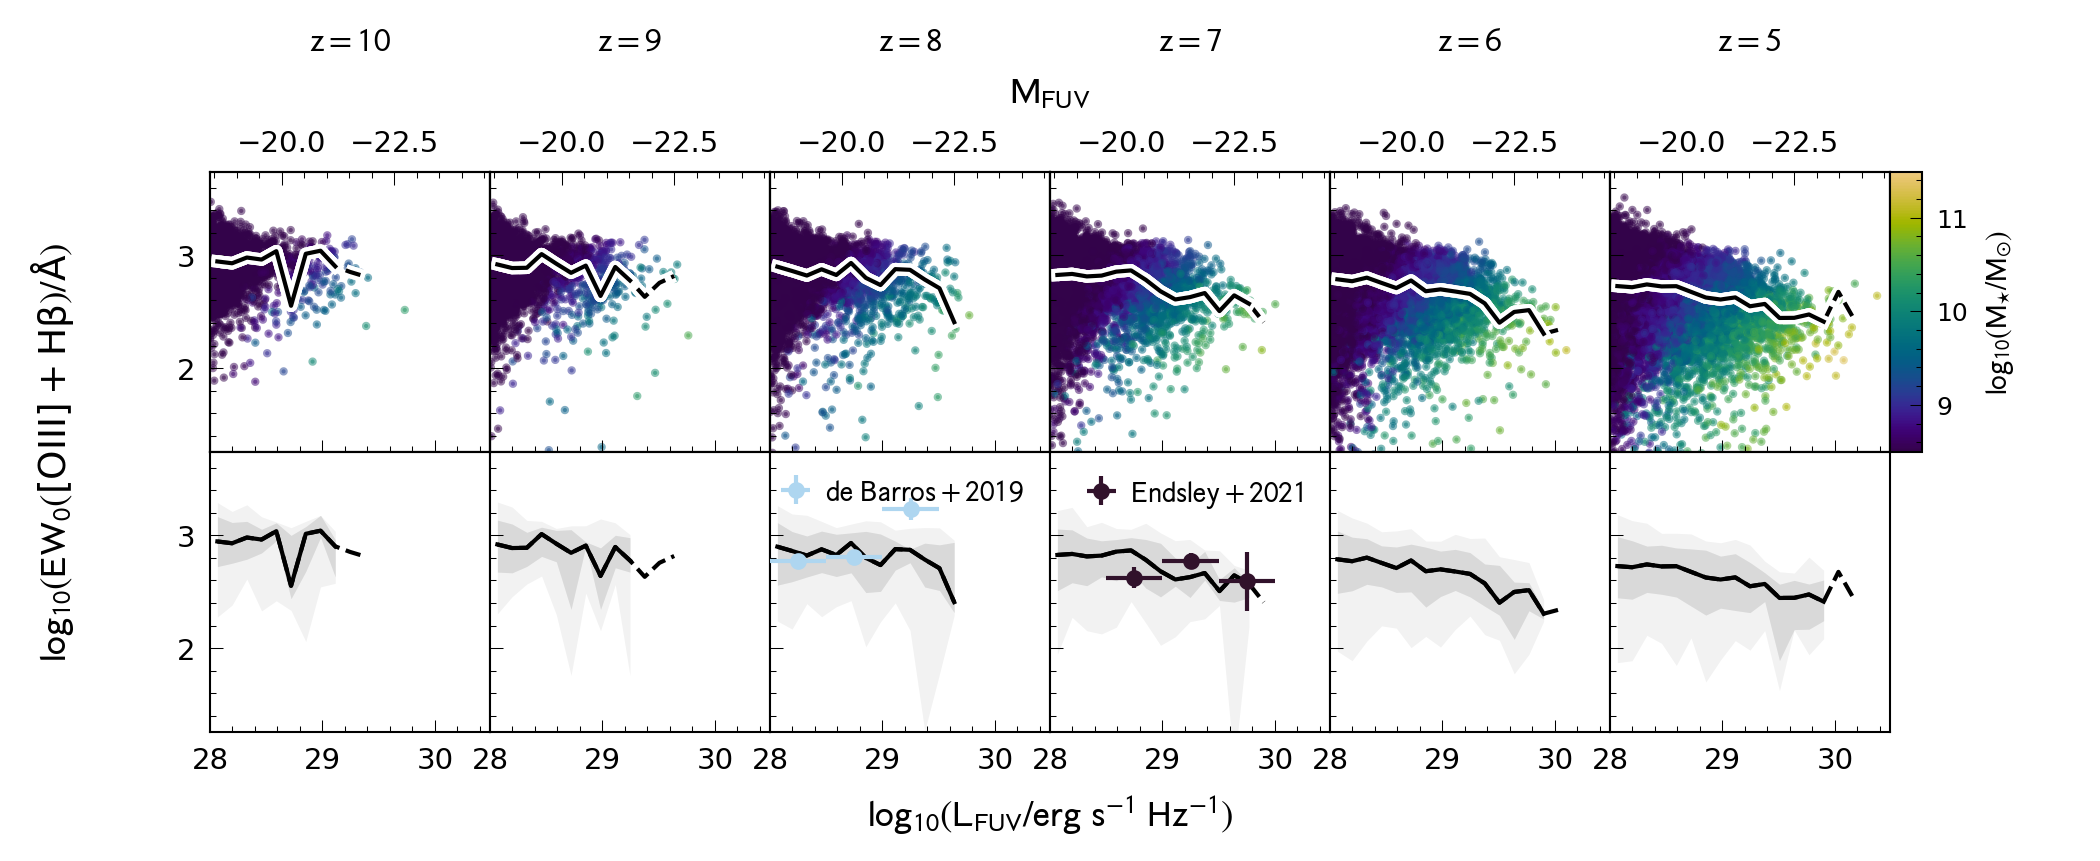 z = 10 z = 9 z = 8 z = 7 z = 6 z = 5
M_FUV
−20.0 −22.5 −20.0 −22.5 −20.0 −22.5 −20.0 −22.5 −20.0 −22.5 −20.0 −22.5
3
2
11
10
9
log₁₀(M⋆/M⊙)
log₁₀(EW₀([OIII] + Hβ)/Å)
de Barros+2019
Endsley+2021
3
2
28 29 30 28 29 30 28 29 30 28 29 30 28 29 30 28 29 30
log₁₀(L_FUV/erg s⁻¹ Hz⁻¹)